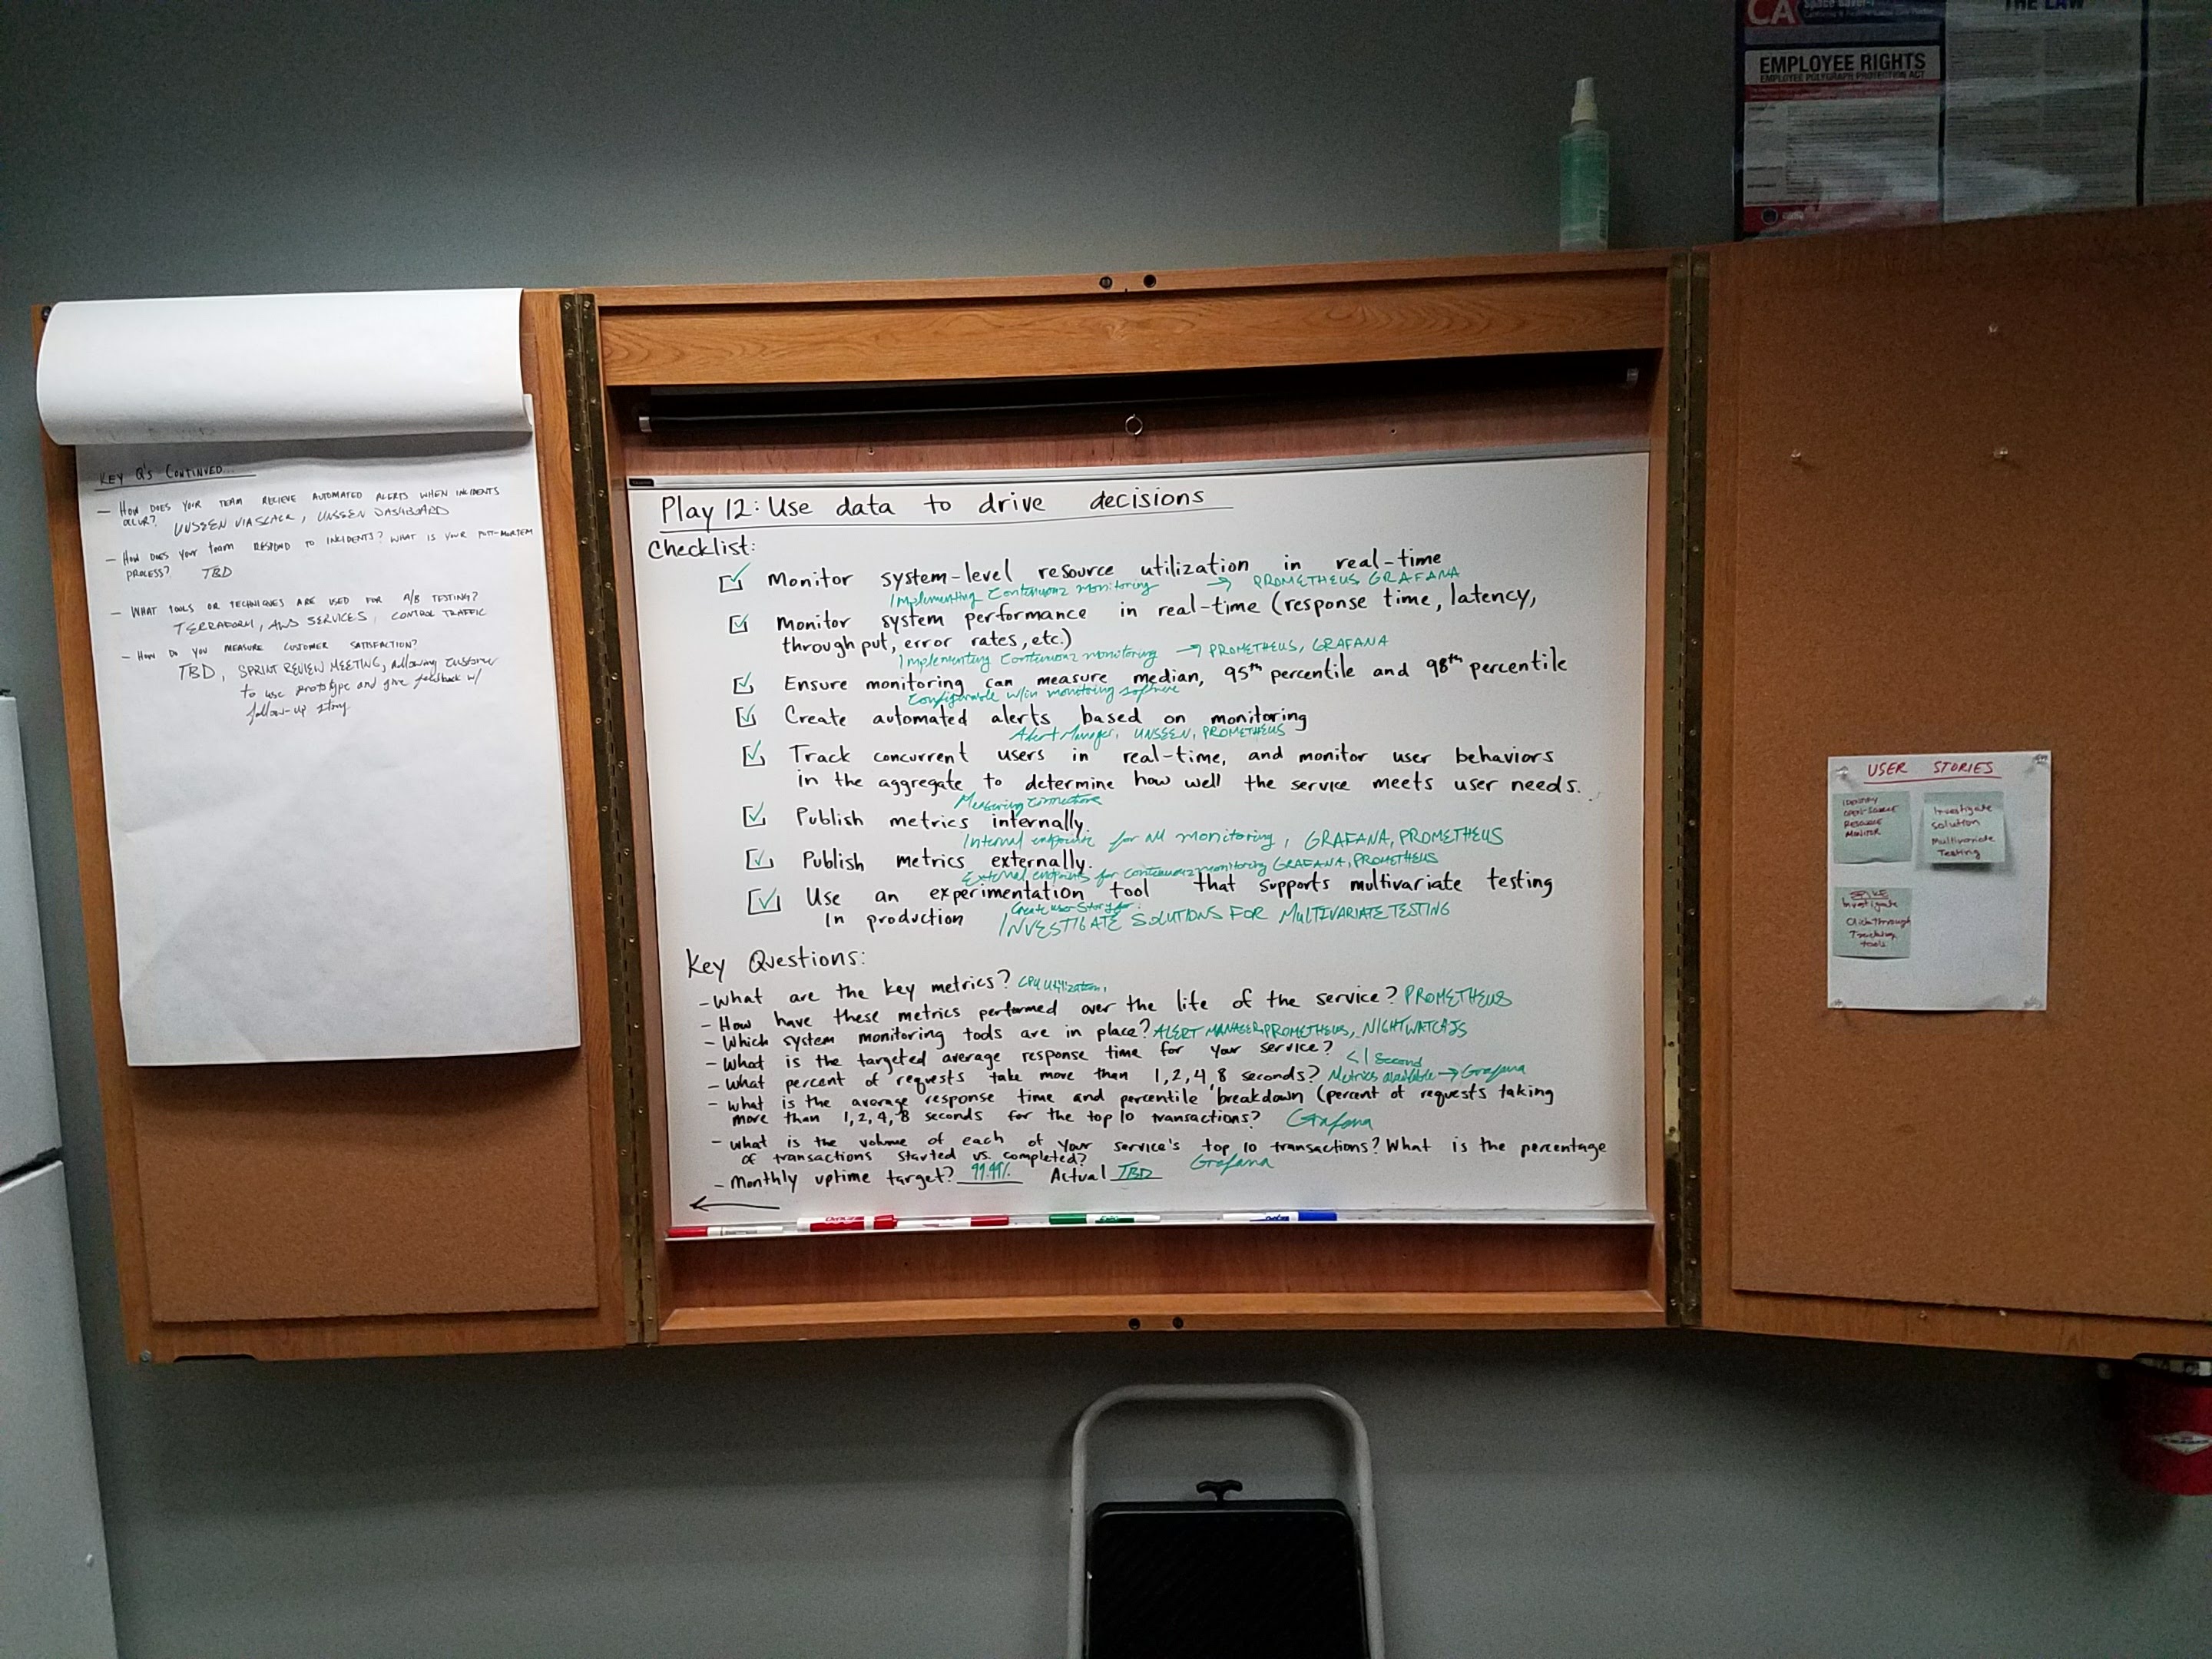 CA
Space Saver-1
THE LAW
EMPLOYEE RIGHTS
EMPLOYEE POLYGRAPH PROTECTION ACT
KEY Q'S CONTINUED...
— HOW DOES YOUR TEAM RECIEVE AUTOMATED ALERTS WHEN INCIDENTS
OCCUR? UNSEEN VIA SLACK, UNSEEN DASHBOARD
— HOW DOES YOUR TEAM RESPOND TO INCIDENTS? WHAT IS YOUR POST-MORTEM
PROCESS? TBD
— WHAT TOOLS OR TECHNIQUES ARE USED FOR A/B TESTING?
TERRAFORM, AWS SERVICES, CONTROL TRAFFIC
— HOW DO YOU MEASURE CUSTOMER SATISFACTION?
TBD, SPRINT REVIEW MEETING, allowing customer
to use prototype and give feedback w/
follow-up story
Play 12: Use data to drive decisions
Checklist:
Monitor system-level resource utilization in real-time
Implementing Continuous Monitoring → PROMETHEUS GRAFANA
Monitor system performance in real-time (response time, latency,
throughput, error rates, etc.)
Implementing Continuous monitoring → PROMETHEUS, GRAFANA
Ensure monitoring can measure median, 95th percentile and 98th percentile
Configurable w/in monitoring software
Create automated alerts based on monitoring
Alert Manager, UNSEEN, PROMETHEUS
Track concurrent users in real-time, and monitor user behaviors
in the aggregate to determine how well the service meets user needs.
Measuring Connections
Publish metrics internally
Internal endpoints for all monitoring, GRAFANA, PROMETHEUS
Publish metrics externally.
External endpoints for continuous monitoring GRAFANA, PROMETHEUS
Use an experimentation tool that supports multivariate testing
In production
Create User Story for:
INVESTIGATE SOLUTIONS FOR MULTIVARIATE TESTING
Key Questions:
- What are the key metrics? CPU Utilization,
- How have these metrics performed over the life of the service? PROMETHEUS
- Which system monitoring tools are in place? ALERT MANAGER, PROMETHEUS, NIGHTWATCHJS
- What is the targeted average response time for your service? <1 Second
- What percent of requests take more than 1, 2, 4, 8 seconds? Metrics available → Grafana
- What is the average response time and percentile breakdown (percent of requests taking
more than 1, 2, 4, 8 seconds for the top 10 transactions? Grafana
- What is the volume of each of your service's top 10 transactions? What is the percentage
of transactions started vs. completed? Grafana
- Monthly uptime target? 99.99% Actual TBD
USER STORIES
IDENTIFY
OPEN-SOURCE
RESOURCE
MONITOR
Investigate
Solution
Multivariate
Testing
SPIKE
Investigate
Clickthrough
Tracking
tools